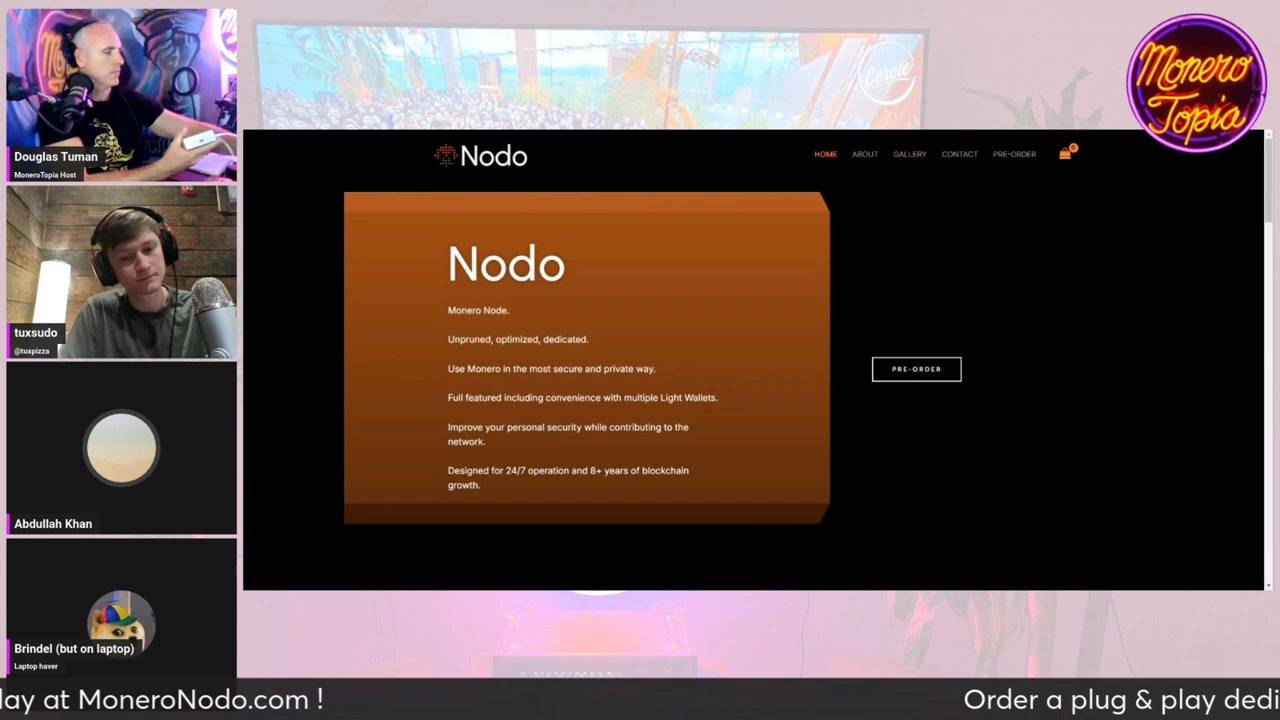 Douglas Tuman
MoneroTopia Host
tuxsudo
@tuxpizza
Abdullah Khan
Brindel (but on laptop)
Laptop haver
Cercle
Monero
Topia
Nodo
HOME ABOUT GALLERY CONTACT PRE-ORDER 0
Nodo
Monero Node.
Unpruned, optimized, dedicated.
Use Monero in the most secure and private way.
Full featured including convenience with multiple Light Wallets.
Improve your personal security while contributing to the
network.
Designed for 24/7 operation and 8+ years of blockchain
growth.
PRE-ORDER
lay at MoneroNodo.com ! Order a plug & play dedi